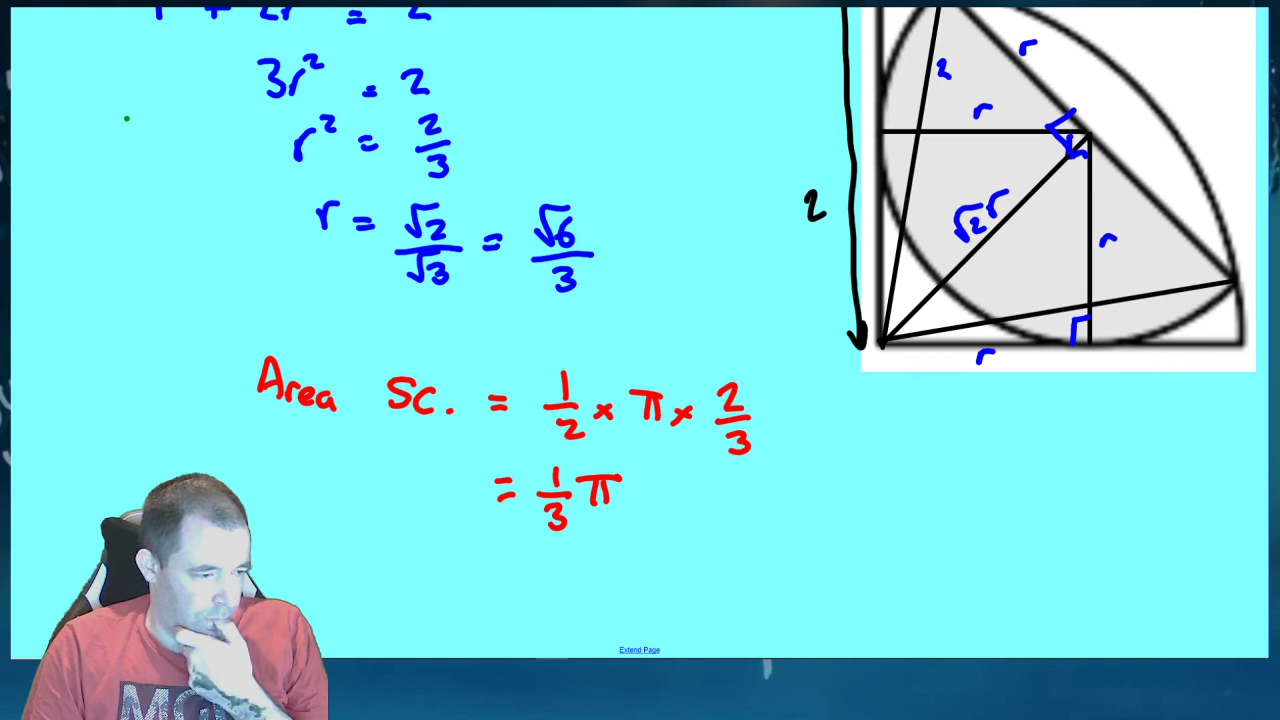 3r² = 2
r² = 2/3
r = √2/√3 = √6/3
Area SC. = 1/2 × π × 2/3
= 1/3 π
r
2
r
2
√2 r
r
r
Extend Page